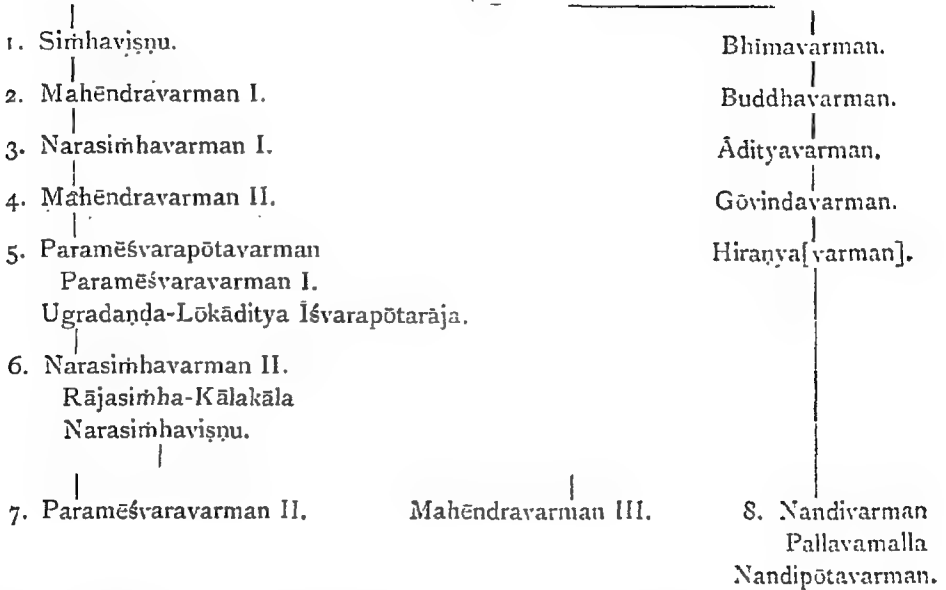 1. Siṁhaviṣṇu.
Bhīmavarman.
2. Mahēndravarman I.
Buddhavarman.
3. Narasiṁhavarman I.
Âdityavarman.
4. Mahēndravarman II.
Gōvindavarman.
5. Paramēśvarapōtavarman
Hiraṇya[varman].
Paramēśvaravarman I.
Ugradaṇḍa-Lōkāditya Īśvarapōtarāja.
6. Narasiṁhavarman II.
Rājasiṁha-Kālakāla
Narasiṁhaviṣṇu.
7. Paramēśvaravarman II. Mahēndravarman III. 8. Nandivarman
Pallavamalla
Nandipōtavarman.